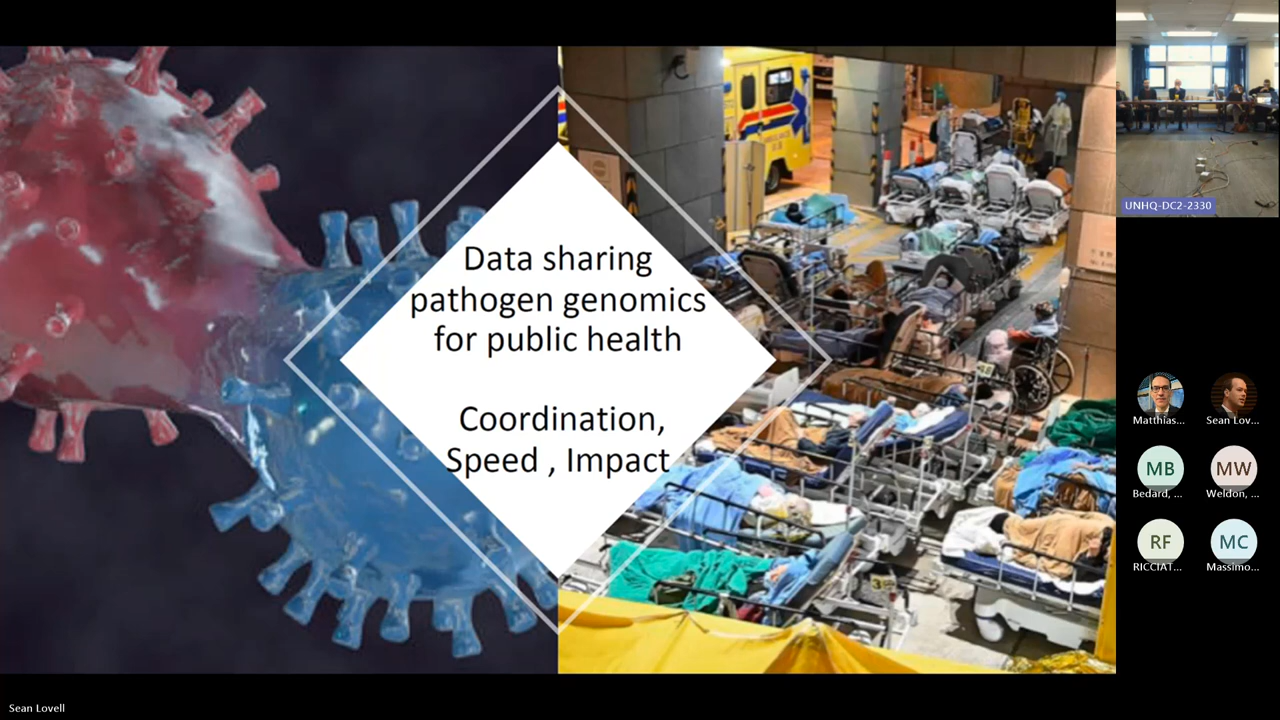 Data sharing
pathogen genomics
for public health
Coordination,
Speed , Impact
UNHQ-DC2-2330
Matthias...
Sean Lov...
MB
MW
Bedard, ...
Weldon, ...
RF
MC
RICCIAT...
Massimo...
Sean Lovell